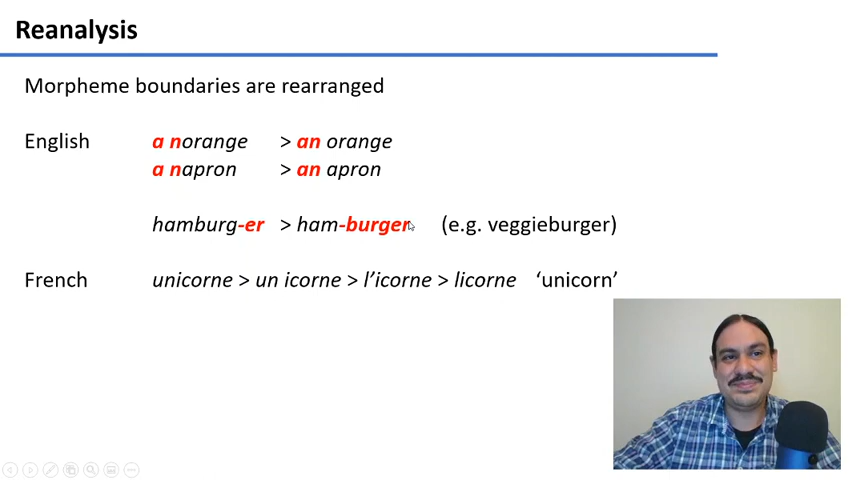 Reanalysis
Morpheme boundaries are rearranged
English a norange > an orange
a napron > an apron
hamburg-er > ham-burger (e.g. veggieburger)
French unicorne > un icorne > l’icorne > licorne ‘unicorn’